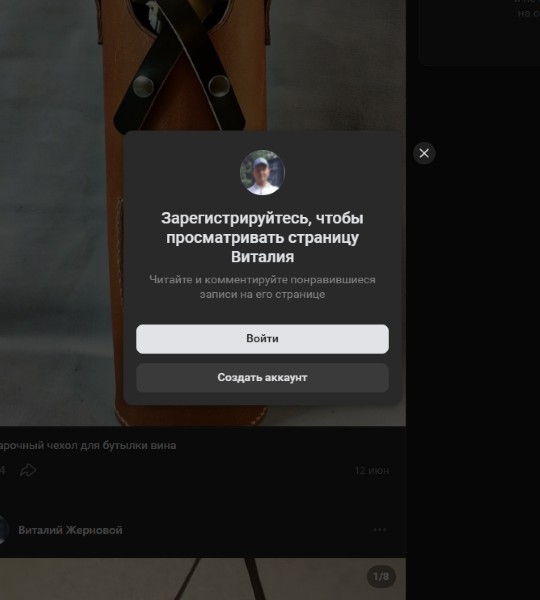 Зарегистрируйтесь, чтобы
просматривать страницу
Виталия
Читайте и комментируйте понравившиеся
записи на его странице
Войти
Создать аккаунт
чехол для бутылки вина
4
12 июн
Виталий Жерновой
1/8